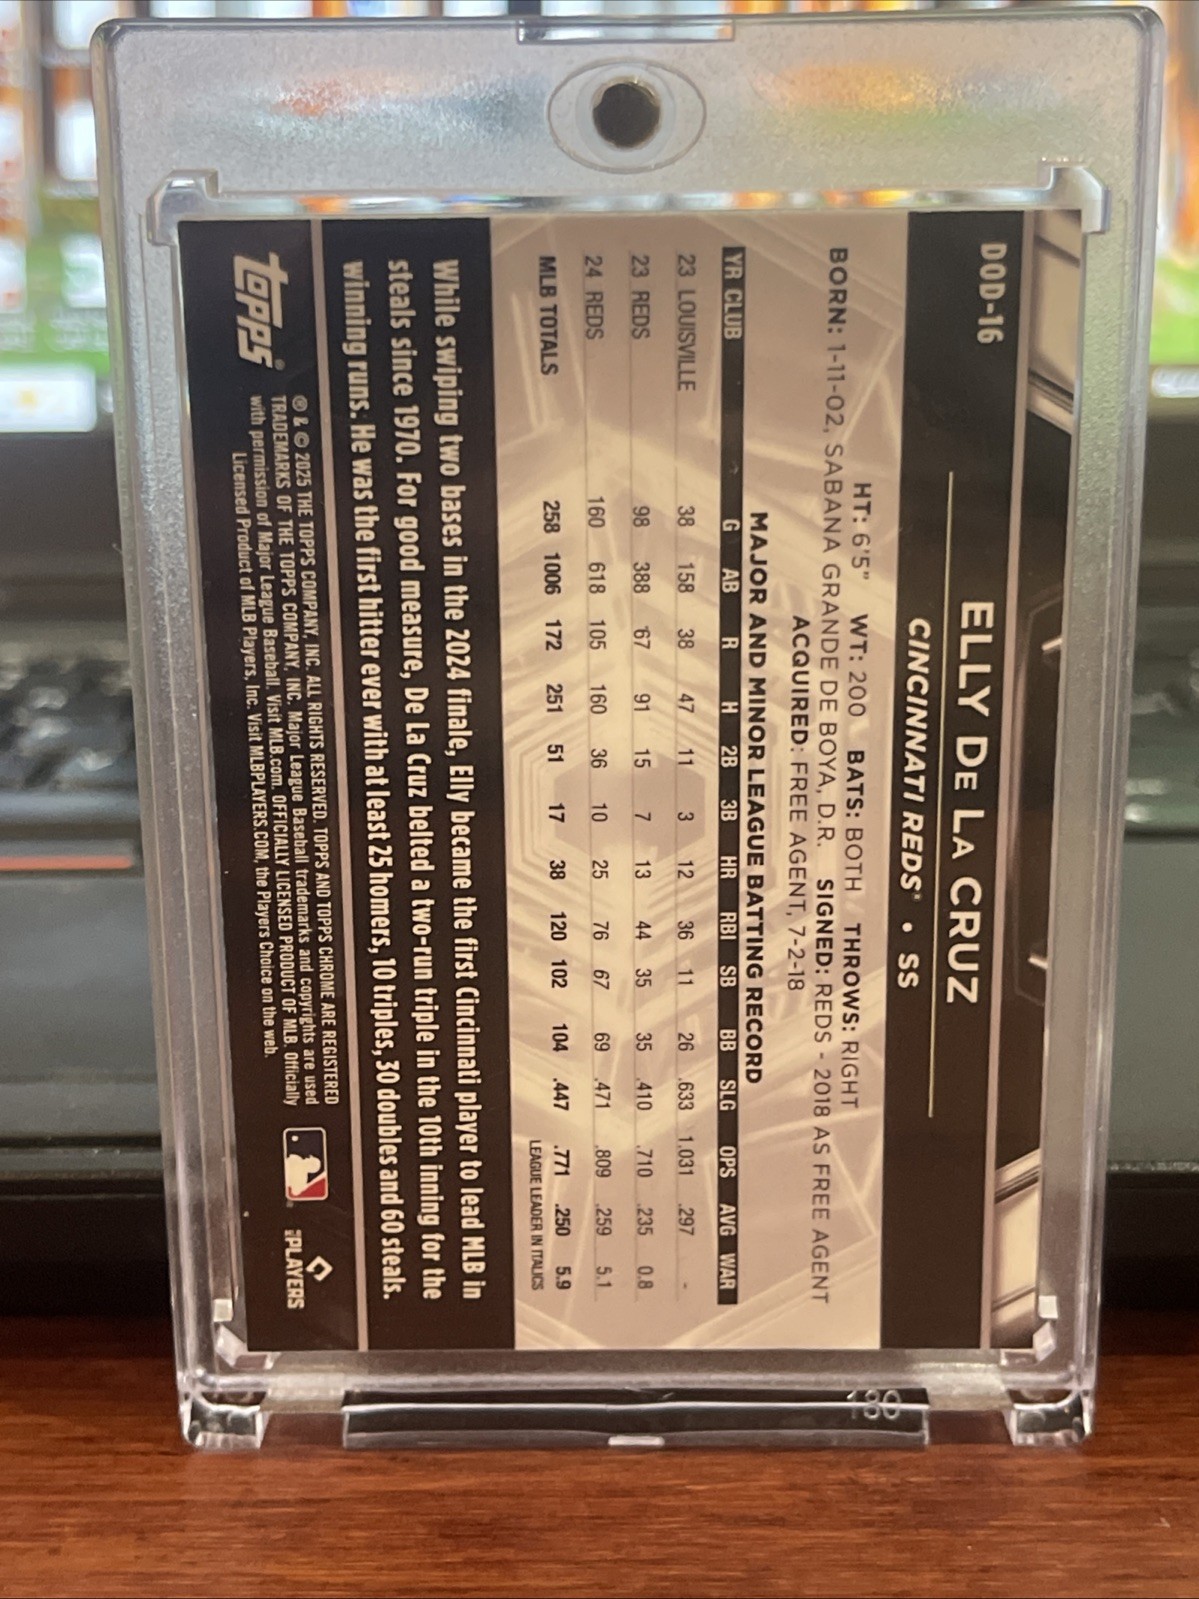 DOD-16
ELLY DE LA CRUZ
CINCINNATI REDS® • SS
HT: 6'5" WT: 200 BATS: BOTH THROWS: RIGHT
BORN: 1-11-02, SABANA GRANDE DE BOYA, D.R. SIGNED: REDS - 2018 AS FREE AGENT
ACQUIRED: FREE AGENT, 7-2-18
MAJOR AND MINOR LEAGUE BATTING RECORD
YR CLUB G AB R H 2B 3B HR RBI SB BB SLG OPS AVG WAR
23 LOUISVILLE 38 158 38 47 11 3 12 36 11 26 .633 1.031 .297 -
23 REDS 98 388 67 91 15 7 13 44 35 35 .410 .710 .235 0.8
24 REDS 160 618 105 160 36 10 25 76 67 69 .471 .809 .259 5.1
MLB TOTALS 258 1006 172 251 51 17 38 120 102 104 .447 .771 .250 5.9
LEAGUE LEADER IN ITALICS
While swiping two bases in the 2024 finale, Elly became the first Cincinnati player to lead MLB in
steals since 1970. For good measure, De La Cruz belted a two-run triple in the 10th inning for the
winning runs. He was the first hitter ever with at least 25 homers, 10 triples, 30 doubles and 60 steals.
topps®
® & © 2025 THE TOPPS COMPANY, INC. ALL RIGHTS RESERVED. TOPPS AND TOPPS CHROME ARE REGISTERED
TRADEMARKS OF THE TOPPS COMPANY, INC. Major League Baseball trademarks and copyrights are used
with permission of Major League Baseball. Visit MLB.com. OFFICIALLY LICENSED PRODUCT OF MLB. Officially
Licensed Product of MLB Players, Inc. Visit MLBPLAYERS.COM, the Players Choice on the web.
PLAYERS
180